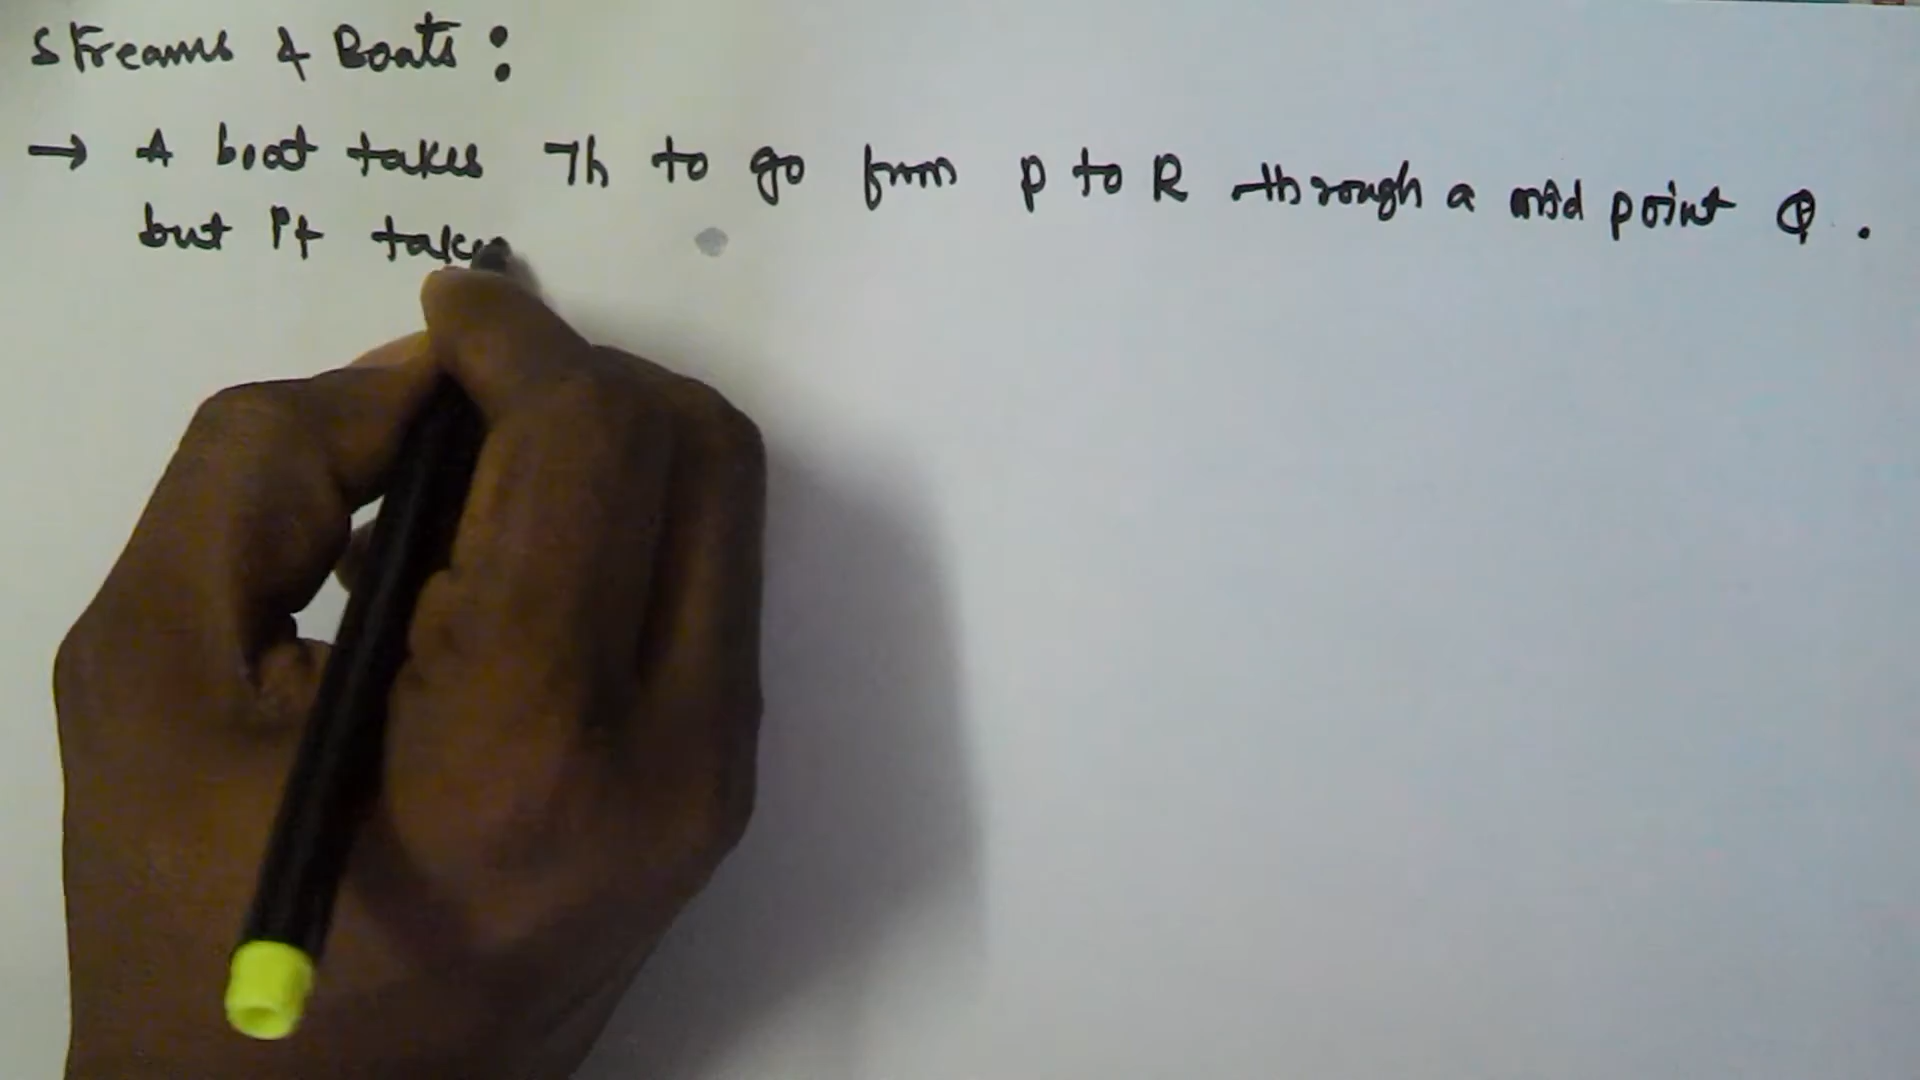 Streams & Boats :
→ A boat takes 7h to go from P to R through a mid point Q .
but it takes